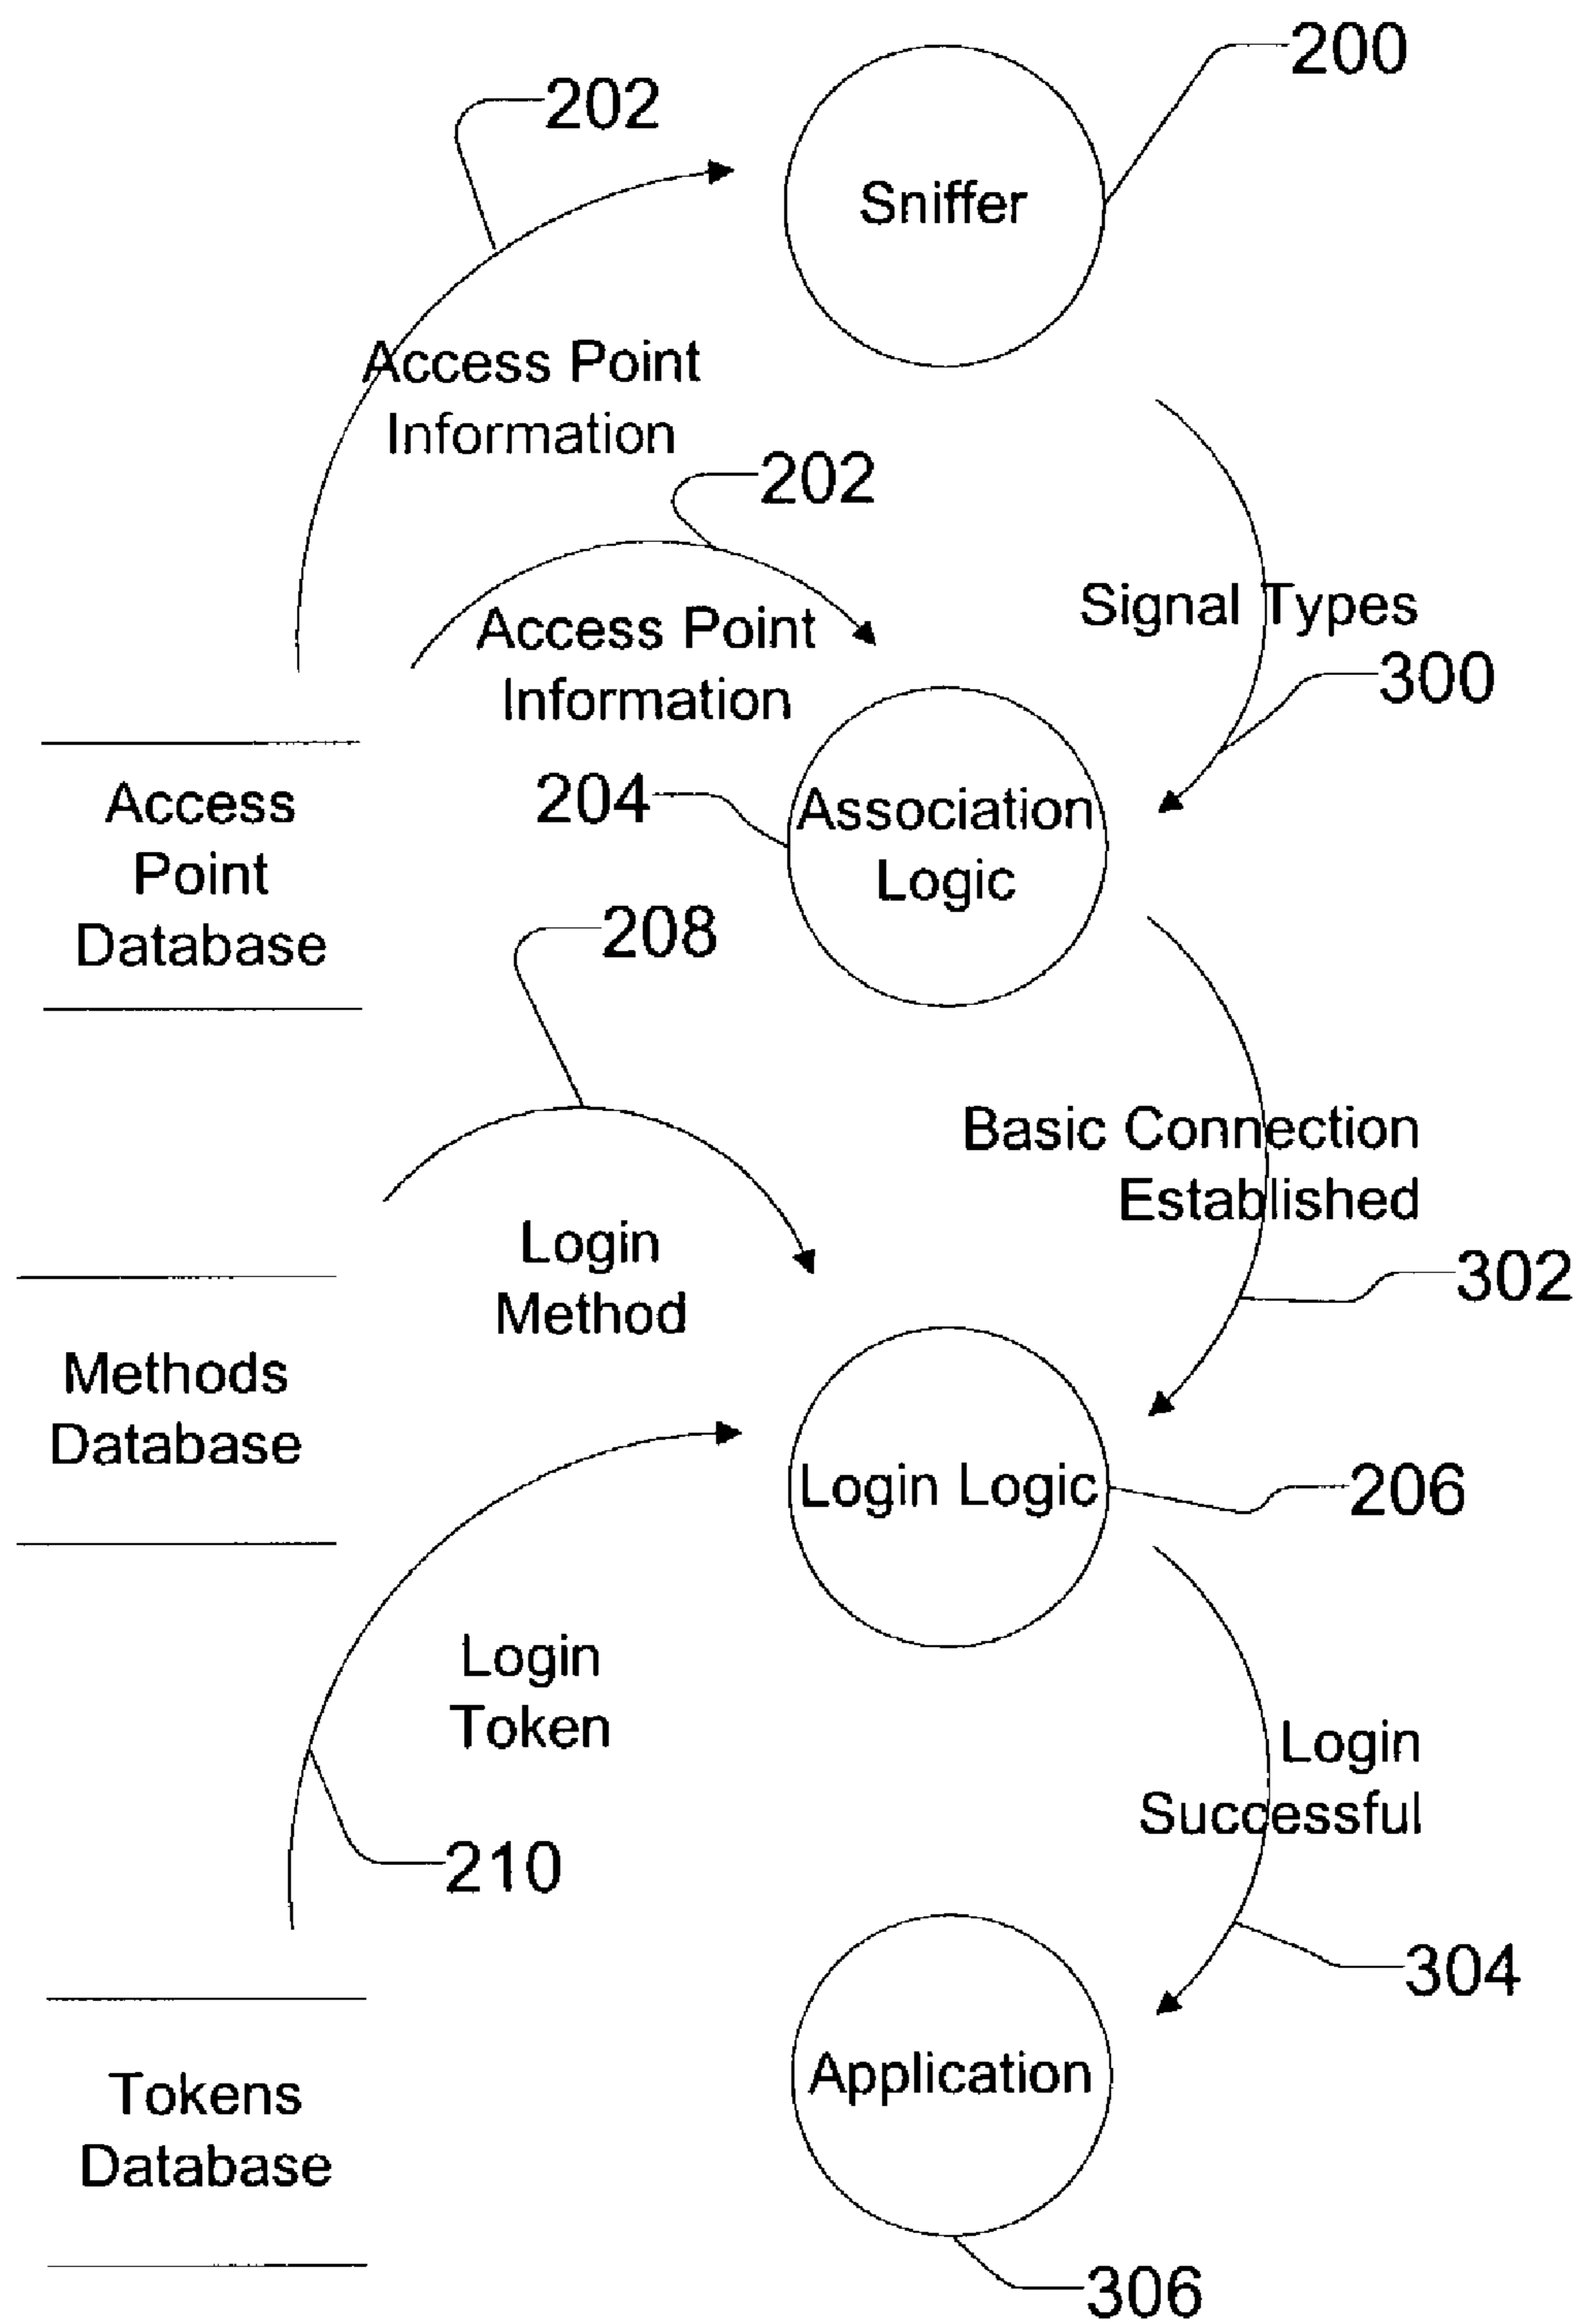 200
202
Sniffer
Access Point
Information
202
Signal Types
Access Point
Information
300
Access
Point
Database
204
Association
Logic
208
Basic Connection
Established
Login
Method
302
Methods
Database
Login Logic
206
Login
Token
Login
Successful
210
304
Tokens
Database
Application
306